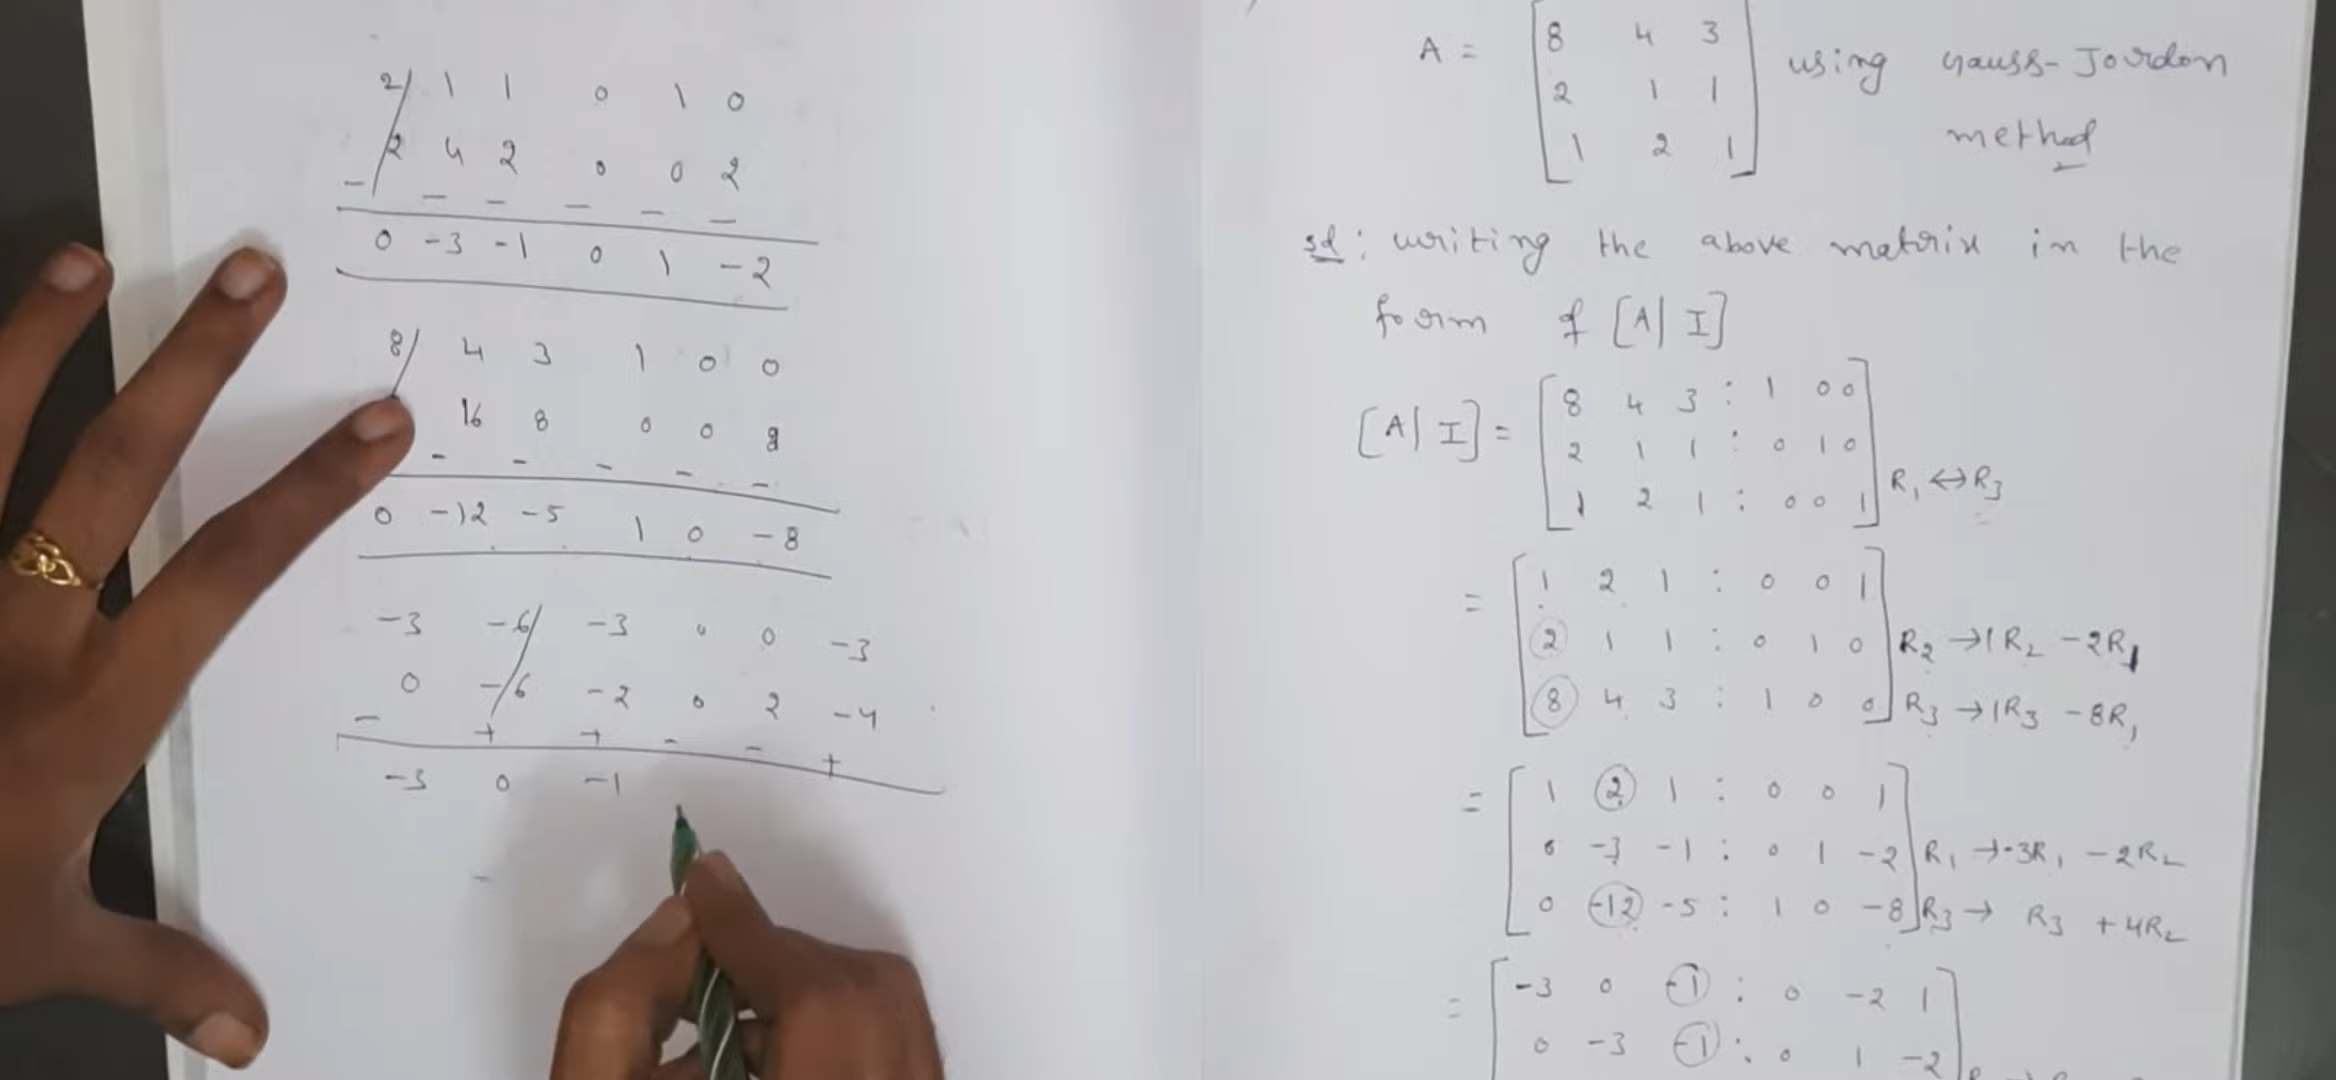 2 1 1 0 1 0
2 4 2 0 0 2
- - - - - -
0 -3 -1 0 1 -2
8 4 3 1 0 0
16 8 0 0 8
- - - - -
0 -12 -5 1 0 -8
-3 -6 -3 0 0 -3
0 -6 -2 0 2 -4
- + + - - +
-3 0 -1
A = [8 4 3 using Gauss-Jordon
2 1 1
1 2 1] method
sol: writing the above matrix in the
form of [A| I]
[A| I] = [8 4 3 : 1 0 0
2 1 1 : 0 1 0
1 2 1 : 0 0 1] R1 ↔ R3
= [1 2 1 : 0 0 1
2 1 1 : 0 1 0] R2 → 1R2 - 2R1
8 4 3 : 1 0 0] R3 → 1R3 - 8R1
= [1 2 1 : 0 0 1
0 -3 -1 : 0 1 -2] R1 → -3R1 - 2R2
0 -12 -5 : 1 0 -8] R3 → R3 + 4R2
= [-3 0 -1 : 0 -2 1
0 -3 -1 : 0 1 -2]